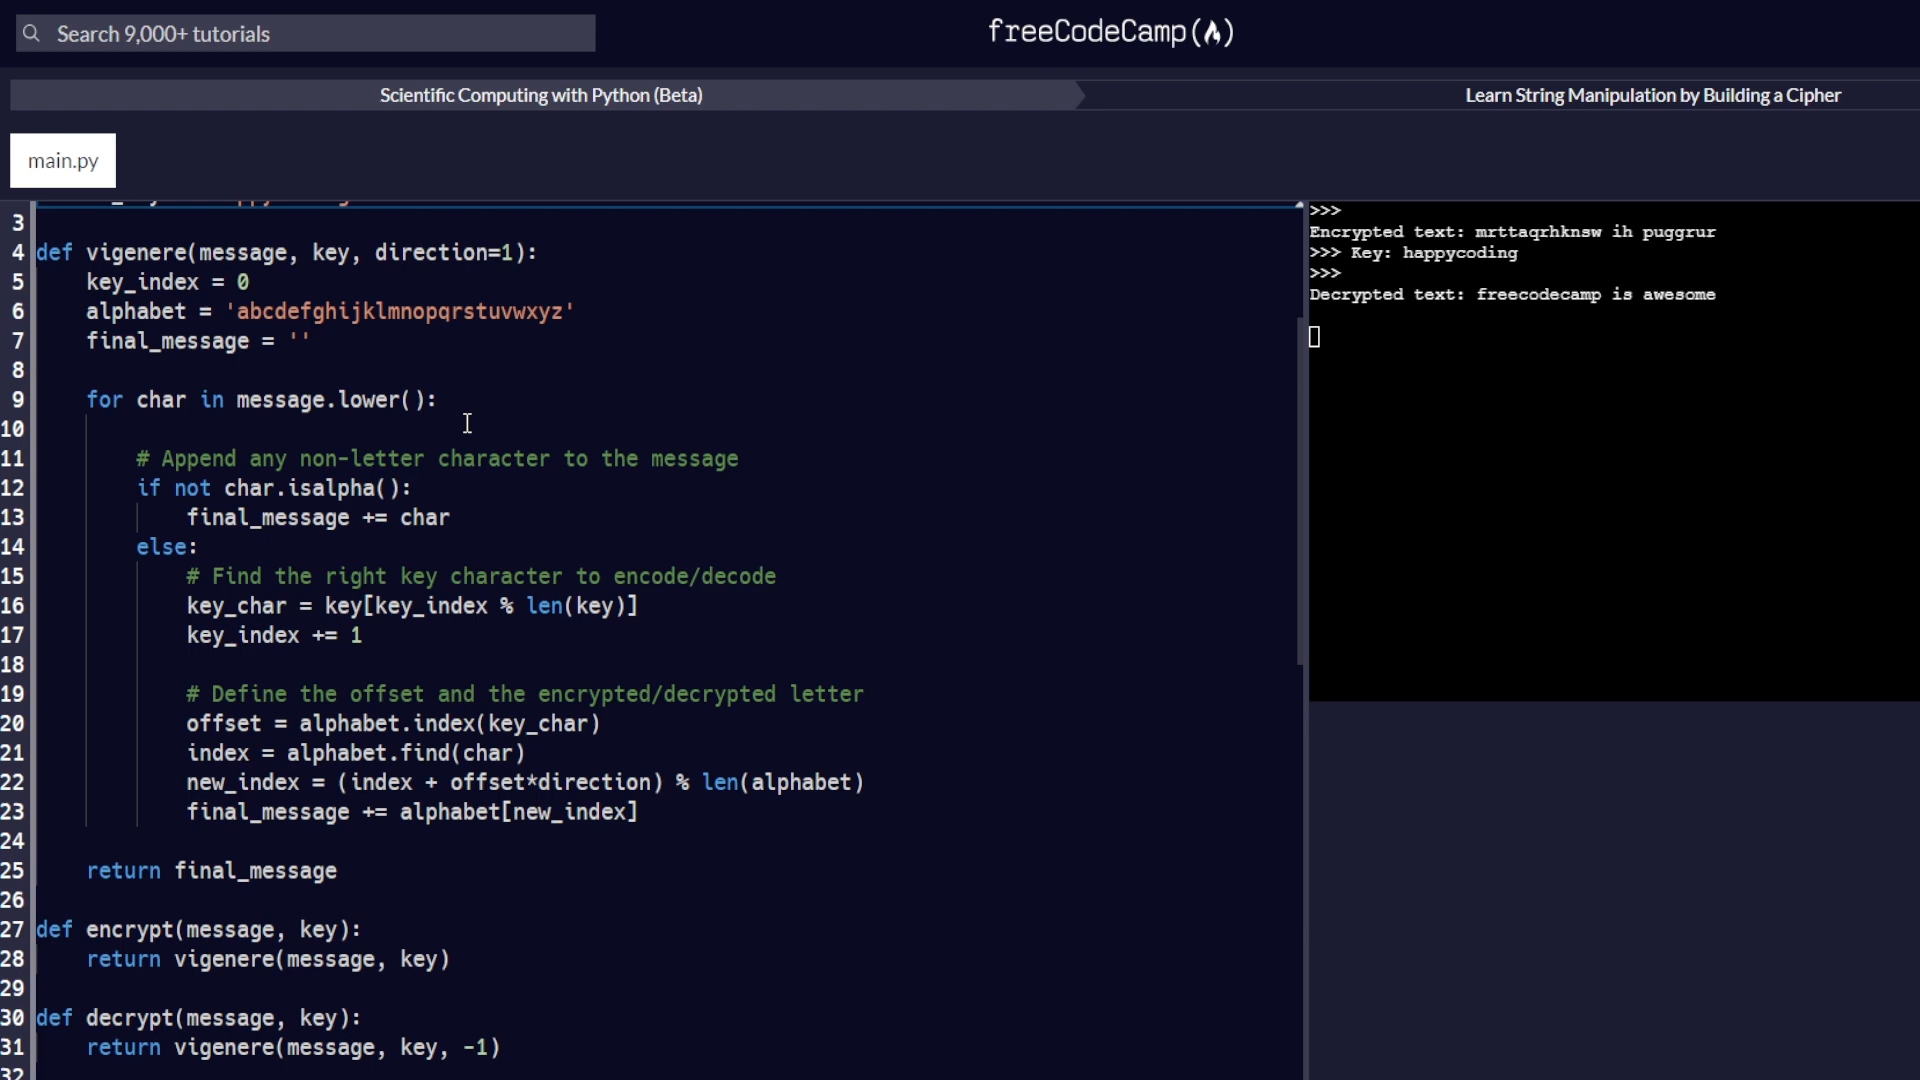 Search 9,000+ tutorials
freeCodeCamp(🔥)
Scientific Computing with Python (Beta)
Learn String Manipulation by Building a Cipher
main.py
3
4 def vigenere(message, key, direction=1):
5     key_index = 0
6     alphabet = 'abcdefghijklmnopqrstuvwxyz'
7     final_message = ''
8
9     for char in message.lower():
10
11         # Append any non-letter character to the message
12         if not char.isalpha():
13             final_message += char
14         else:
15             # Find the right key character to encode/decode
16             key_char = key[key_index % len(key)]
17             key_index += 1
18
19             # Define the offset and the encrypted/decrypted letter
20             offset = alphabet.index(key_char)
21             index = alphabet.find(char)
22             new_index = (index + offset*direction) % len(alphabet)
23             final_message += alphabet[new_index]
24
25     return final_message
26
27 def encrypt(message, key):
28     return vigenere(message, key)
29
30 def decrypt(message, key):
31     return vigenere(message, key, -1)
32
>>>
Encrypted text: mrttaqrhknsw ih puggrur
>>> Key: happycoding
>>>
Decrypted text: freecodecamp is awesome